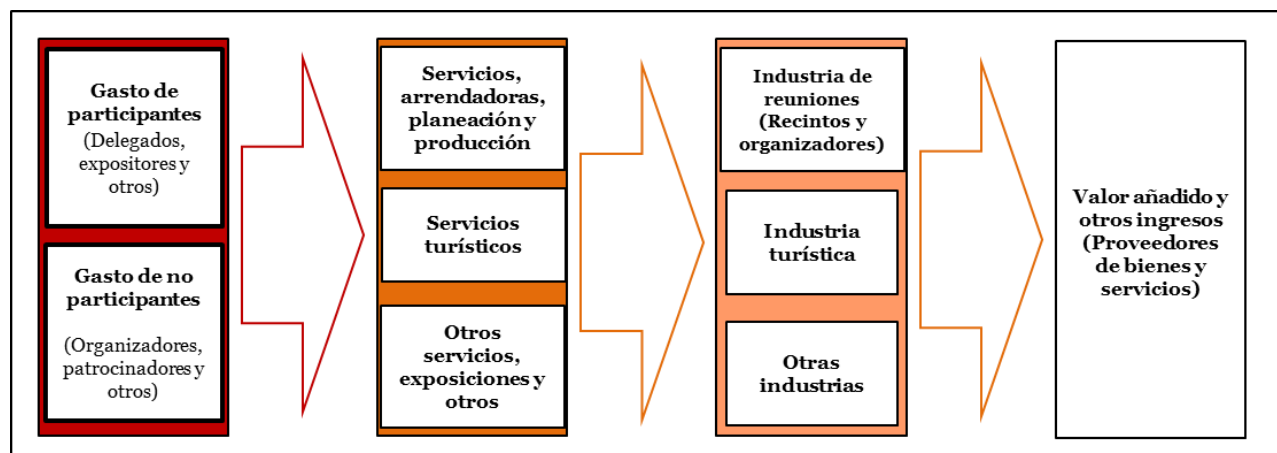 Gasto de
participantes
(Delegados,
expositores y
otros)
Gasto de no
participantes
(Organizadores,
patrocinadores y
otros)
Servicios,
arrendadoras,
planeación y
producción
Servicios
turísticos
Otros
servicios,
exposiciones y
otros
Industria de
reuniones
(Recintos y
organizadores)
Industria
turística
Otras
industrias
Valor añadido y
otros ingresos
(Proveedores
de bienes y
servicios)